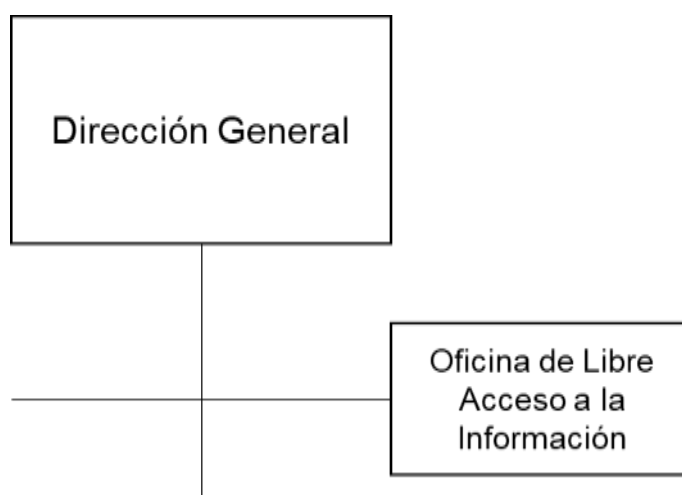 Dirección General
Oficina de Libre
Acceso a la
Información